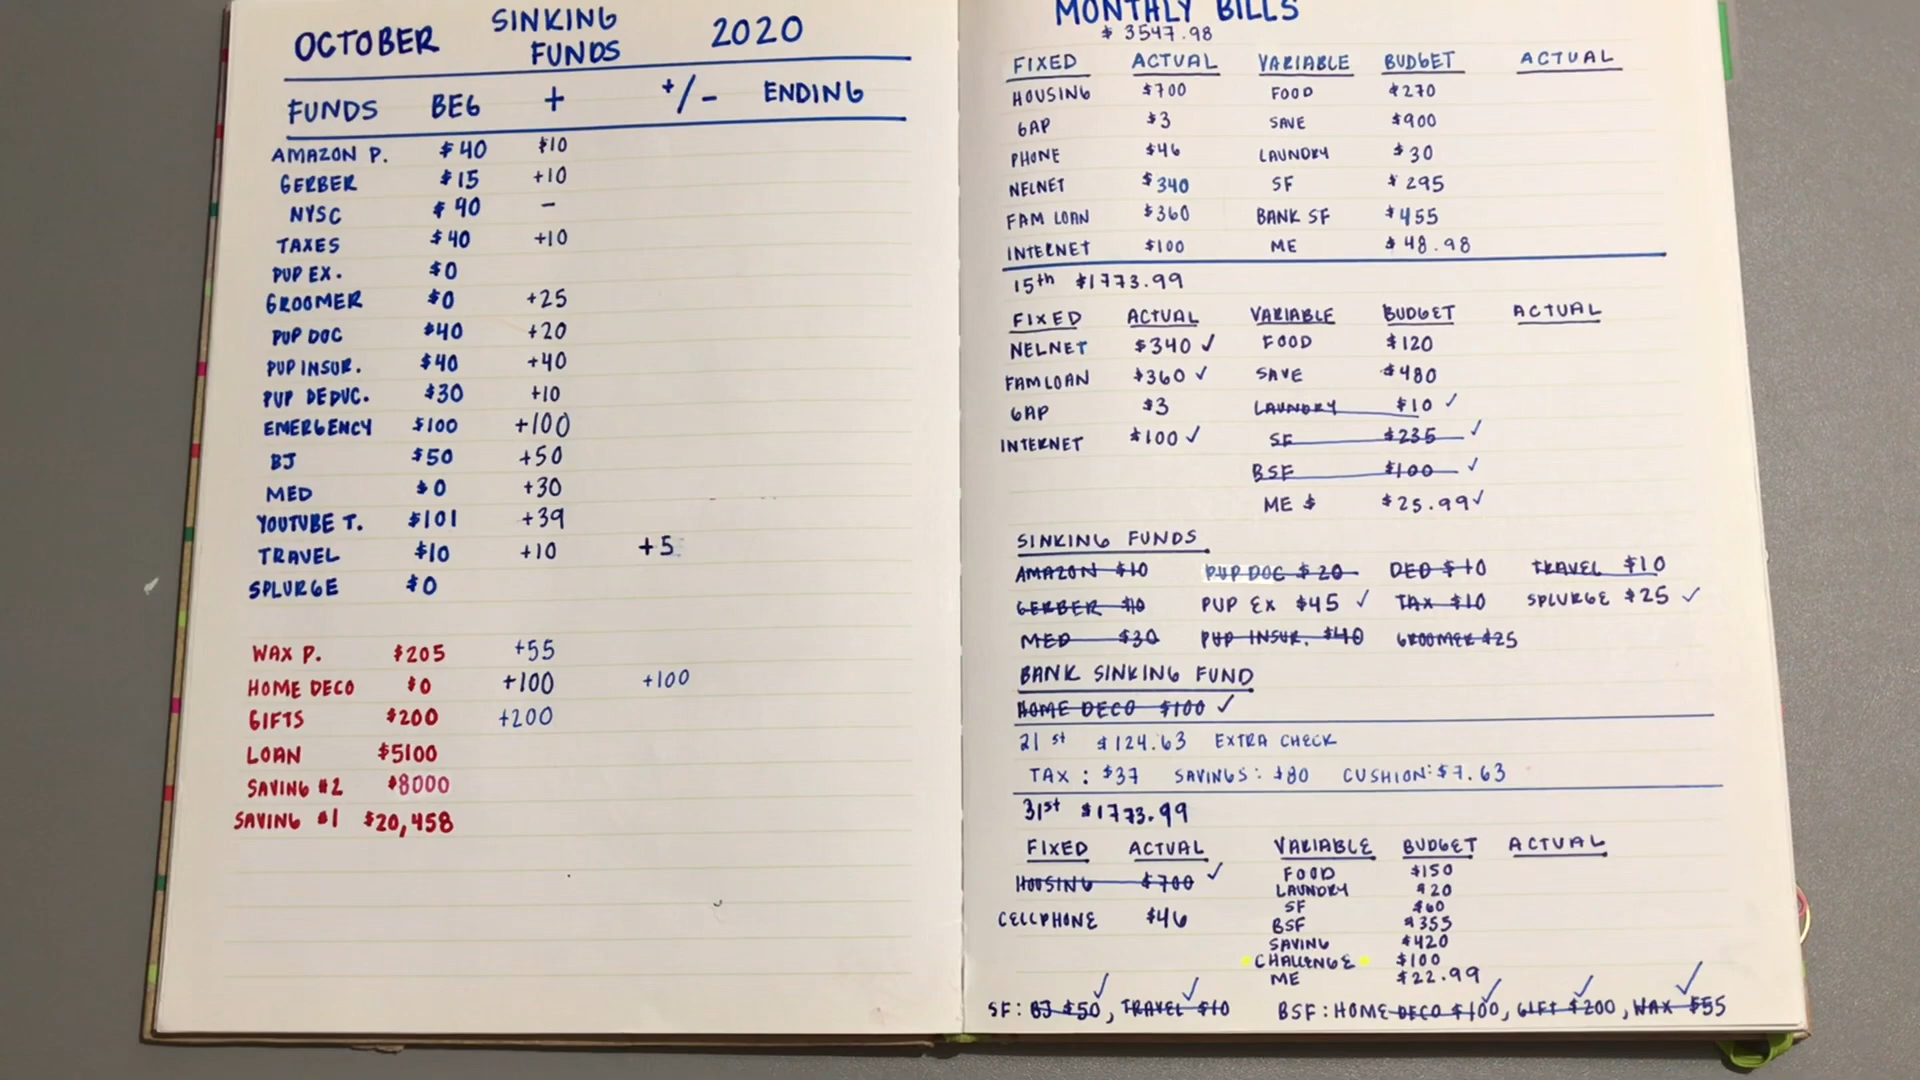 OCTOBER SINKING FUNDS 2020
FUNDS BEG + +/- ENDING
AMAZON P. $40 $10
GERBER $15 +10
NYSC $90 -
TAXES $40 +10
PUP EX. $0
GROOMER $0 +25
PUP DOC $40 +20
PUP INSUR. $40 +40
PUP DEDUC. $30 +10
EMERGENCY $100 +100
BJ $50 +50
MED $0 +30
YOUTUBE T. $101 +39
TRAVEL $10 +10 +5
SPLURGE $0
WAX P. $205 +55
HOME DECO $0 +100 +100
GIFTS $200 +200
LOAN $5100
SAVING #2 $8000
SAVING #1 $20,458
MONTHLY BILLS
$3547.98
FIXED ACTUAL VARIABLE BUDGET ACTUAL
HOUSING $700 FOOD $270
GAP $3 SAVE $900
PHONE $46 LAUNDRY $30
NELNET $340 SF $295
FAM LOAN $360 BANK SF $455
INTERNET $100 ME $48.98
15th $1773.99
FIXED ACTUAL VARIABLE BUDGET ACTUAL
NELNET $340 ✓ FOOD $120
FAM LOAN $360 ✓ SAVE $480
GAP $3 LAUNDRY $10 ✓
INTERNET $100 ✓ SF $235 ✓
BSF $100 ✓
ME $ $25.99 ✓
SINKING FUNDS
AMAZON $10 PUP DOC $20 DED $10 TRAVEL $10
GERBER $10 PUP EX $45 ✓ TAX $10 SPLURGE $25 ✓
MED $30 PUP INSUR. $40 GROOMER $25
BANK SINKING FUND
HOME DECO $100 ✓
21st $124.63 EXTRA CHECK
TAX: $37 SAVINGS: $80 CUSHION: $7.63
31st $1773.99
FIXED ACTUAL VARIABLE BUDGET ACTUAL
HOUSING $700 ✓ FOOD $150
LAUNDRY $20
SF $60
CELLPHONE $46 BSF $355
SAVING $420
CHALLENGE $100
ME $22.99
SF: BJ $50 ✓, TRAVEL $10 ✓ BSF: HOME DECO $100 ✓, GIFT $200 ✓, WAX $55 ✓